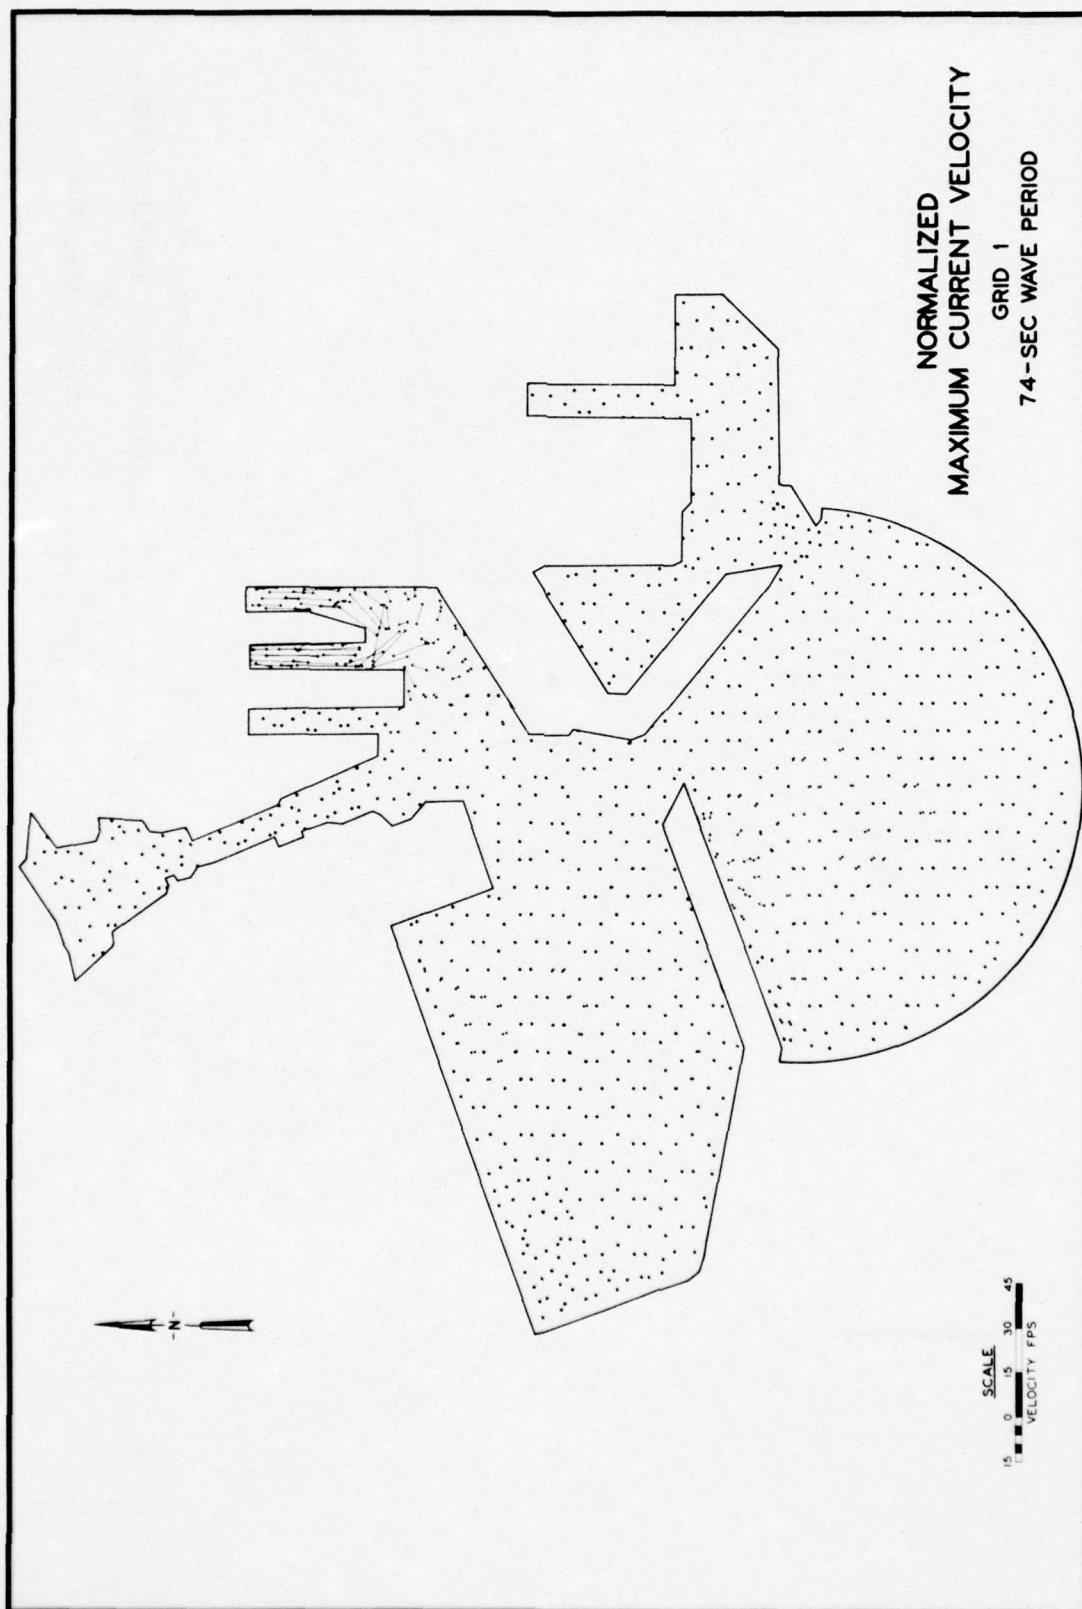 -N-
NORMALIZED
MAXIMUM CURRENT VELOCITY
GRID 1
74-SEC WAVE PERIOD
SCALE
15 0 15 30 45
VELOCITY FPS